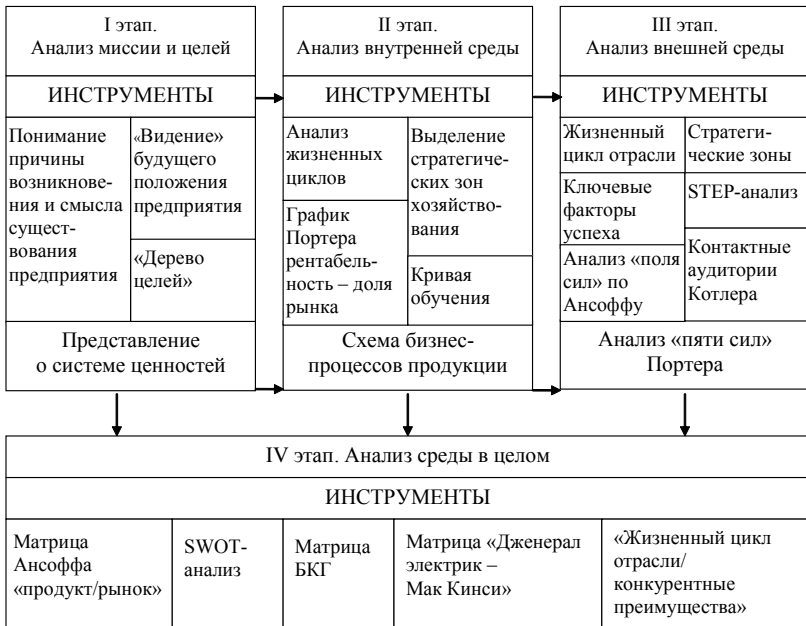 I этап.
Анализ миссии и целей
ИНСТРУМЕНТЫ
Понимание
причины
возникнове-
ния и смысла
сущест-
вования
предприятия
«Видение»
будущего
положения
предприятия
«Дерево
целей»
Представление
о системе ценностей
II этап.
Анализ внутренней среды
ИНСТРУМЕНТЫ
Анализ
жизненных
циклов
График
Портера
рентабель-
ность – доля
рынка
Выделение
стратегиче-
ских зон
хозяйство-
вания
Кривая
обучения
Схема бизнес-
процессов продукции
III этап.
Анализ внешней среды
ИНСТРУМЕНТЫ
Жизненный
цикл отрасли
Ключевые
факторы
успеха
Анализ «поля
сил» по
Ансоффу
Стратеги-
ческие зоны
STEP-анализ
Контактные
аудитории
Котлера
Анализ «пяти сил»
Портера
IV этап. Анализ среды в целом
ИНСТРУМЕНТЫ
Матрица
Ансоффа
«продукт/рынок»
SWOT-
анализ
Матрица
БКГ
Матрица «Дженерал
электрик –
Мак Кинси»
«Жизненный цикл
отрасли/
конкурентные
преимущества»